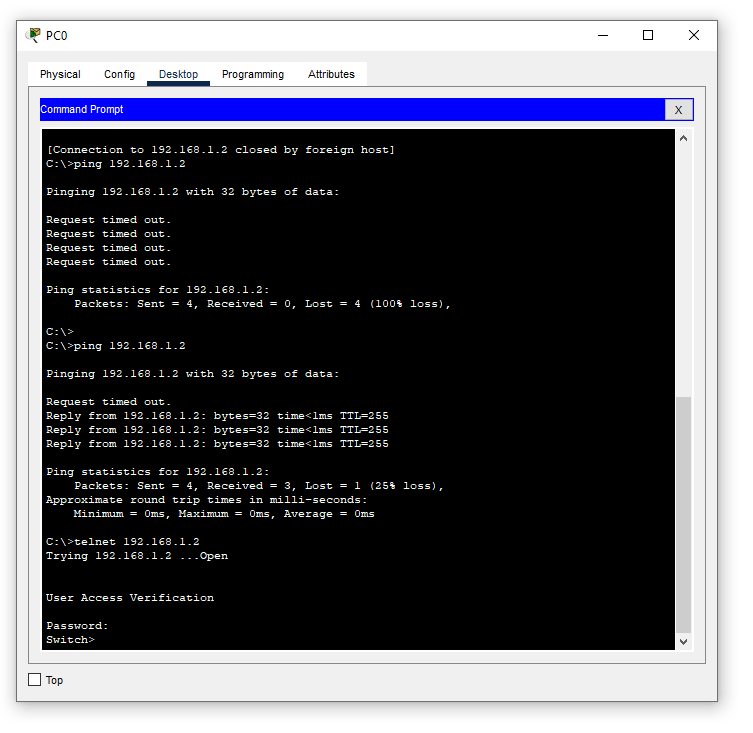 PC0
Physical Config Desktop Programming Attributes
Command Prompt
X
[Connection to 192.168.1.2 closed by foreign host]
C:\>ping 192.168.1.2
Pinging 192.168.1.2 with 32 bytes of data:
Request timed out.
Request timed out.
Request timed out.
Request timed out.
Ping statistics for 192.168.1.2:
    Packets: Sent = 4, Received = 0, Lost = 4 (100% loss),
C:\>
C:\>ping 192.168.1.2
Pinging 192.168.1.2 with 32 bytes of data:
Request timed out.
Reply from 192.168.1.2: bytes=32 time<1ms TTL=255
Reply from 192.168.1.2: bytes=32 time<1ms TTL=255
Reply from 192.168.1.2: bytes=32 time<1ms TTL=255
Ping statistics for 192.168.1.2:
    Packets: Sent = 4, Received = 3, Lost = 1 (25% loss),
Approximate round trip times in milli-seconds:
    Minimum = 0ms, Maximum = 0ms, Average = 0ms
C:\>telnet 192.168.1.2
Trying 192.168.1.2 ...Open
User Access Verification
Password:
Switch>
Top